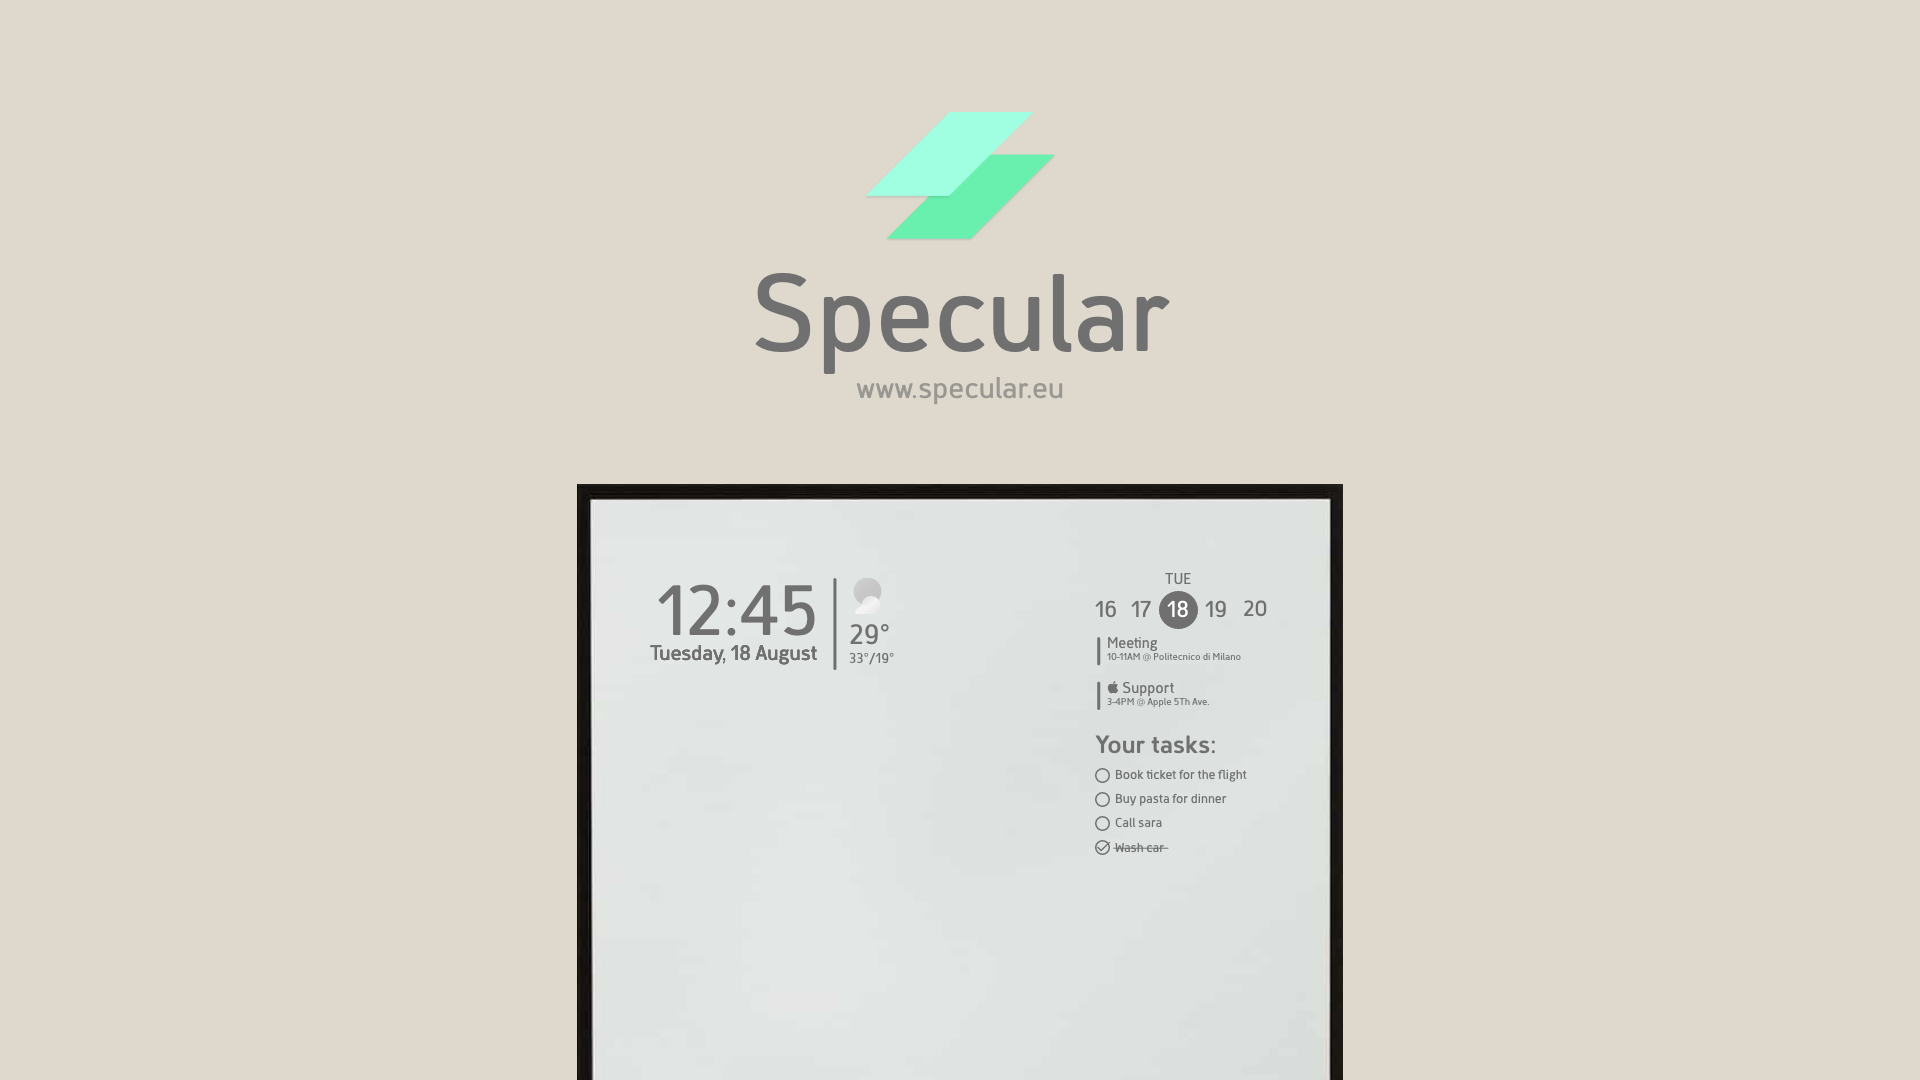 Specular
www.specular.eu
12:45
Tuesday, 18 August
29°
33°/19°
TUE
16 17 18 19 20
Meeting
10-11AM @ Politecnico di Milano
Support
3-4PM @ Apple 5Th Ave.
Your tasks:
Book ticket for the flight
Buy pasta for dinner
Call sara
Wash car